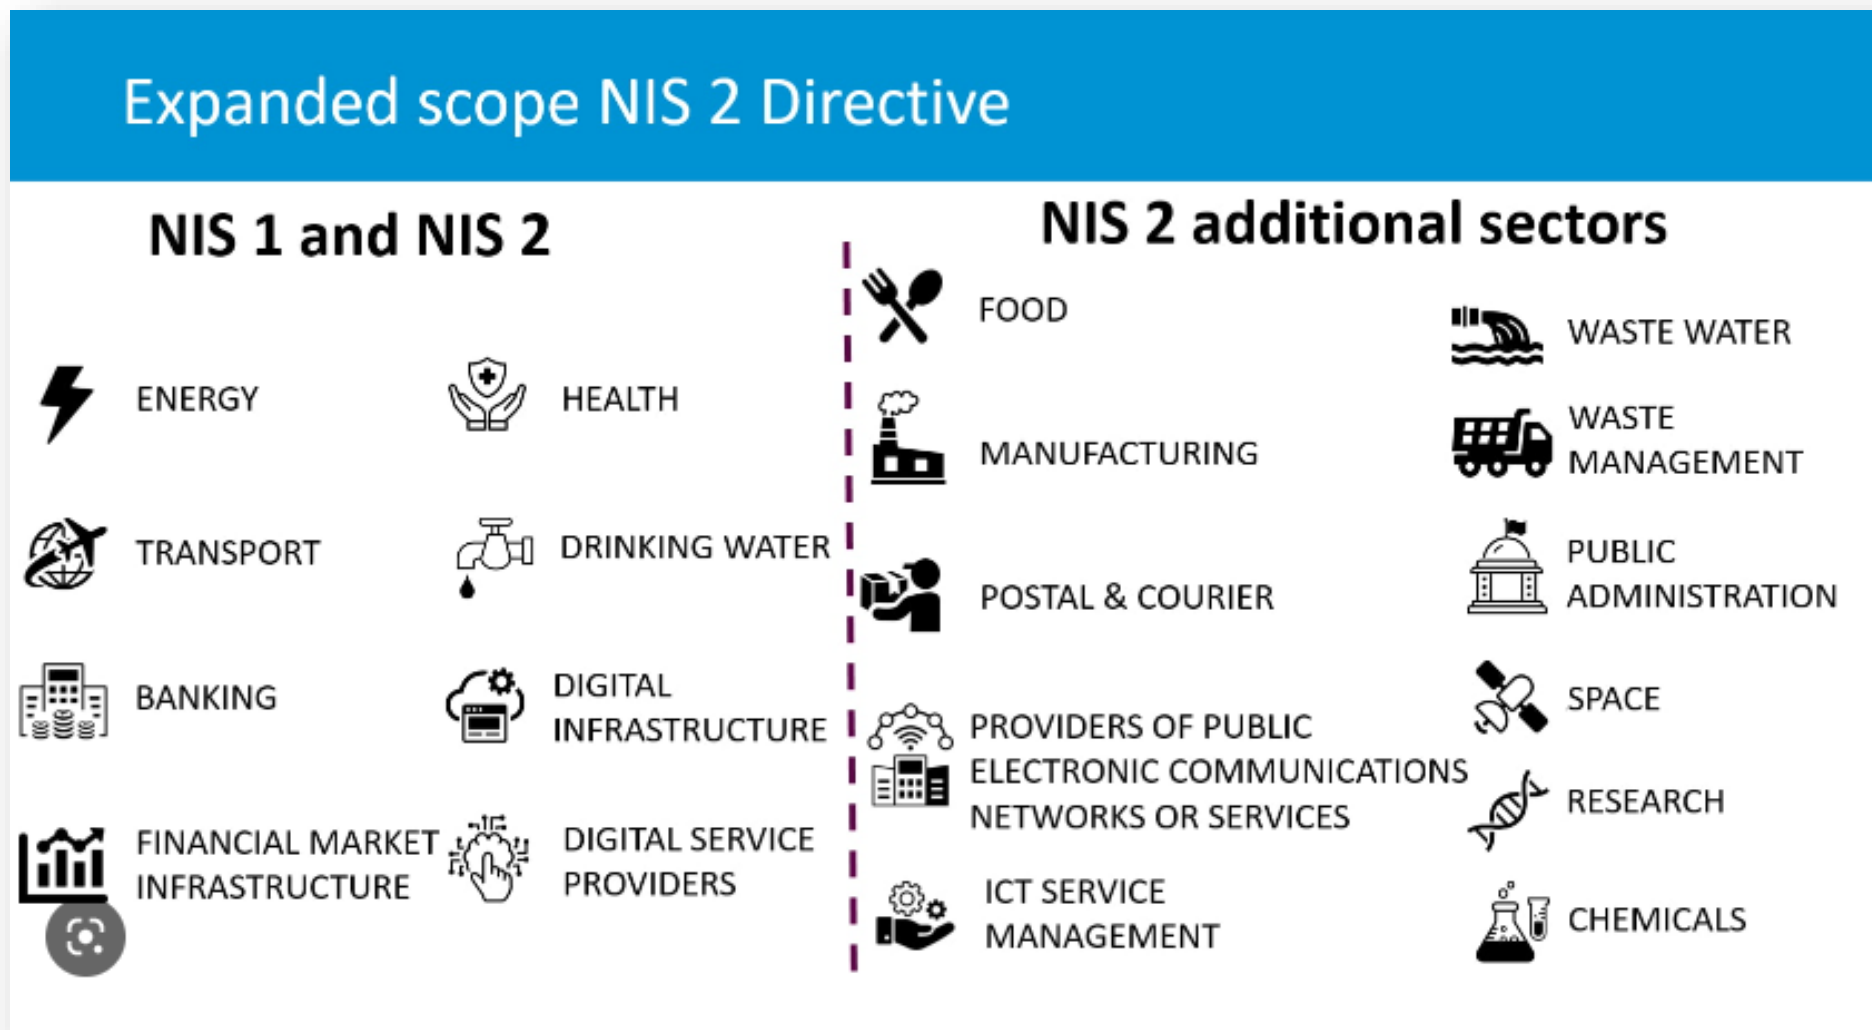 Expanded scope NIS 2 Directive
NIS 1 and NIS 2
ENERGY
HEALTH
TRANSPORT
DRINKING WATER
BANKING
DIGITAL
INFRASTRUCTURE
FINANCIAL MARKET
INFRASTRUCTURE
DIGITAL SERVICE
PROVIDERS
NIS 2 additional sectors
FOOD
MANUFACTURING
POSTAL & COURIER
PROVIDERS OF PUBLIC
ELECTRONIC COMMUNICATIONS
NETWORKS OR SERVICES
ICT SERVICE
MANAGEMENT
WASTE WATER
WASTE
MANAGEMENT
PUBLIC
ADMINISTRATION
SPACE
RESEARCH
CHEMICALS